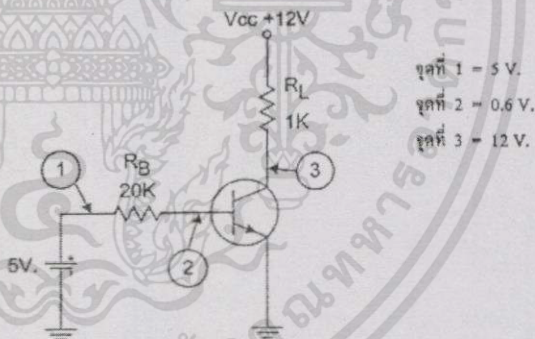 Vcc +12V
RL
1K
จุดที่ 1 = 5 V.
จุดที่ 2 = 0.6 V.
จุดที่ 3 = 12 V.
1
RB
20K
3
5V.
2